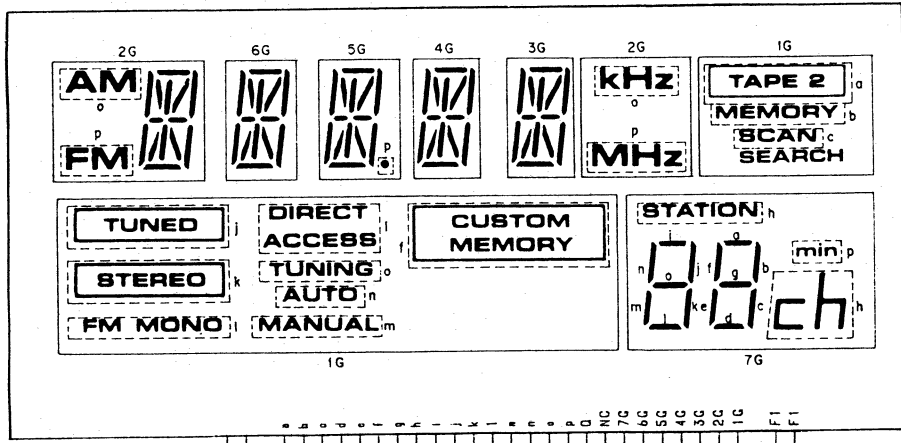 2G 6G 5G 4G 3G 2G 1G
AM kHz TAPE 2 a
o o MEMORY b
p p p SCAN c
FM MHz SEARCH
TUNED j DIRECT ACCESS l f CUSTOM MEMORY
STEREO k TUNING o
AUTO n
FM MONO l MANUAL m
1G
STATION h
i a
n o j f g b min p
m l k e d c ch h
7G
a b c d e f g h i j k l m n o p Q NC 7G 6G 5G 4G 3G 2G 1G F1 F1